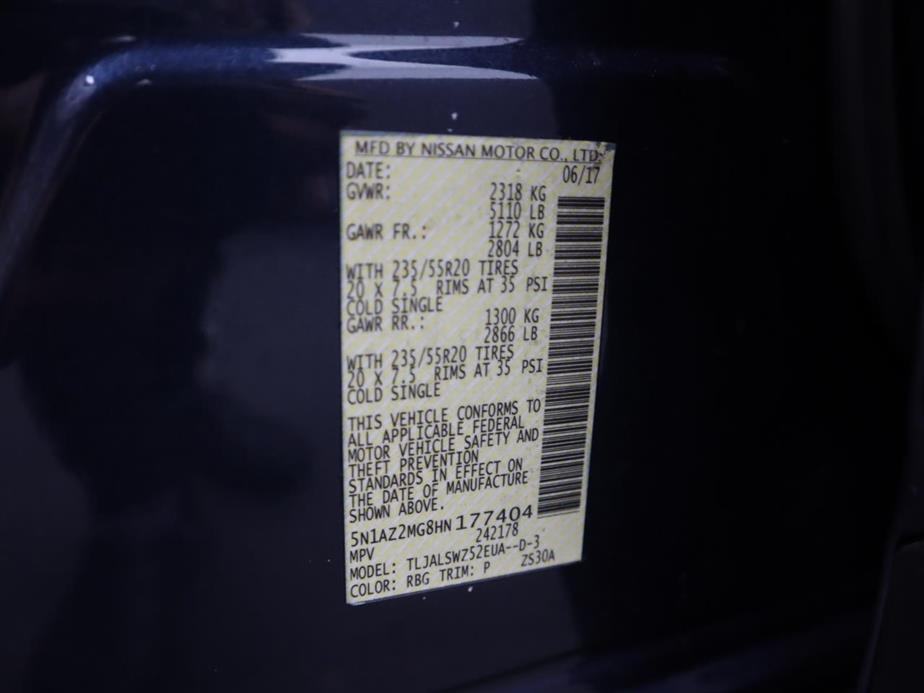 MFD BY NISSAN MOTOR CO., LTD.
DATE: 06/17
GVWR: 2318 KG
5110 LB
GAWR FR.: 1272 KG
2804 LB
WITH 235/55R20 TIRES
20 X 7.5 RIMS AT 35 PSI
COLD SINGLE
GAWR RR.: 1300 KG
2866 LB
WITH 235/55R20 TIRES
20 X 7.5 RIMS AT 35 PSI
COLD SINGLE
THIS VEHICLE CONFORMS TO
ALL APPLICABLE FEDERAL
MOTOR VEHICLE SAFETY AND
THEFT PREVENTION
STANDARDS IN EFFECT ON
THE DATE OF MANUFACTURE
SHOWN ABOVE.
5N1AZ2MG8HN177404
MPV 242178
MODEL: TLJALSWZ52EUA--D-3
COLOR: RBG TRIM: P ZS30A